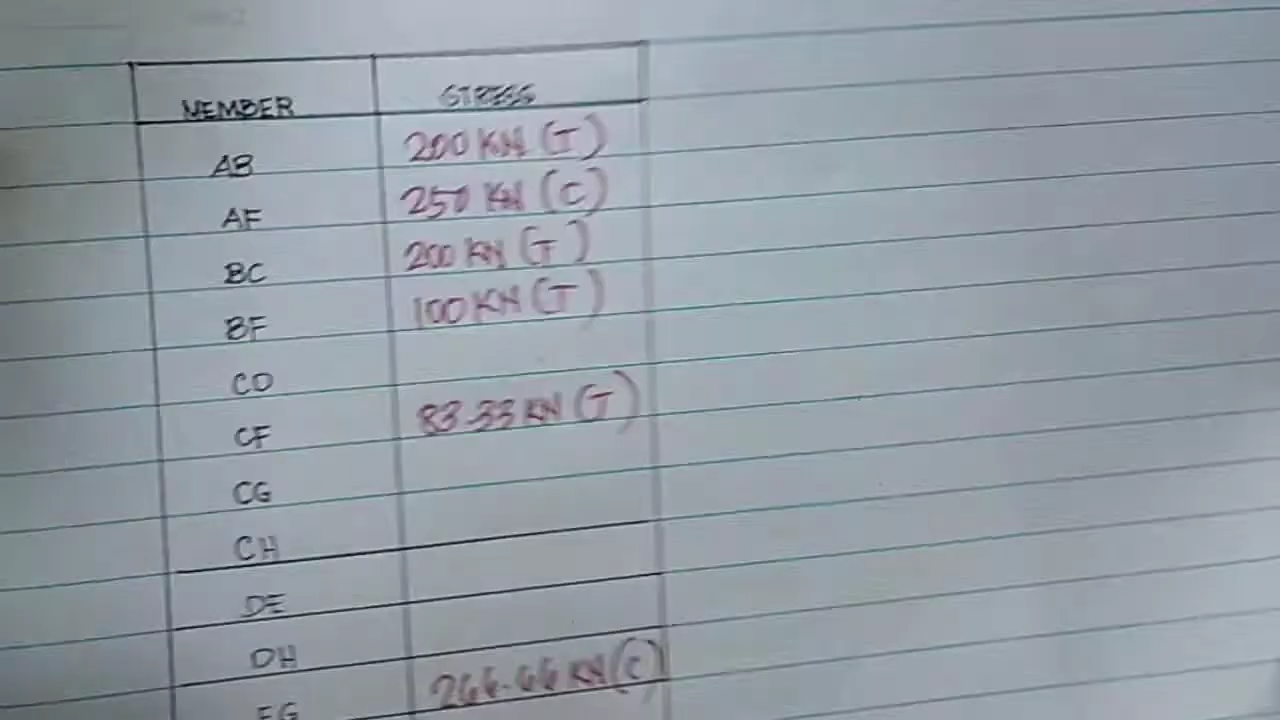 MEMBER STRESS
AB 200 KN (T)
AF 250 KN (C)
BC 200 KN (T)
BF 100 KN (T)
CD
CF 83.33 KN (T)
CG
CH
DE
DH
FG 266.66 KN (C)